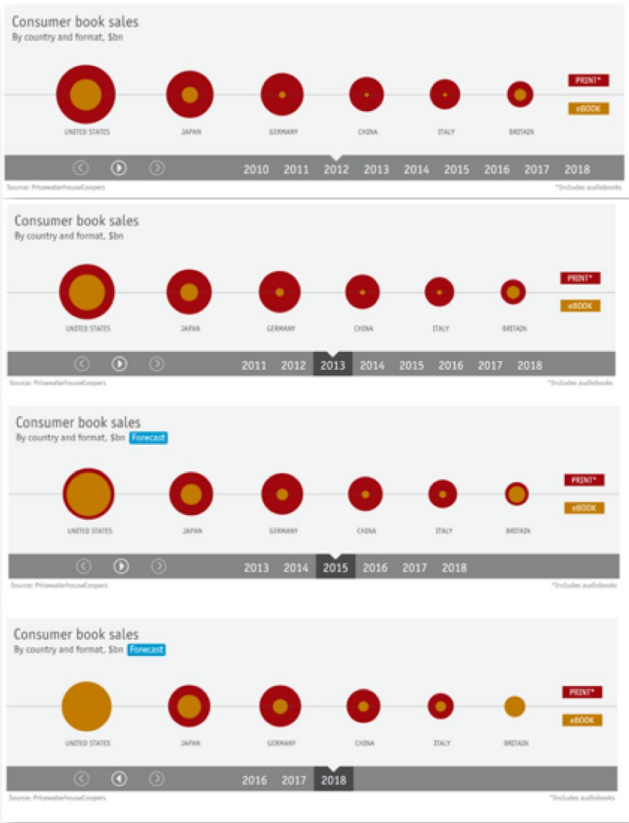 Consumer book sales
By country and format, $bn
PRINT*
eBOOK
UNITED STATES JAPAN GERMANY CHINA ITALY BRITAIN
2010 2011 2012 2013 2014 2015 2016 2017 2018
Source: PricewaterhouseCoopers *Includes audiobooks
Consumer book sales
By country and format, $bn
PRINT*
eBOOK
UNITED STATES JAPAN GERMANY CHINA ITALY BRITAIN
2011 2012 2013 2014 2015 2016 2017 2018
Source: PricewaterhouseCoopers *Includes audiobooks
Consumer book sales
By country and format, $bn Forecast
PRINT*
eBOOK
UNITED STATES JAPAN GERMANY CHINA ITALY BRITAIN
2013 2014 2015 2016 2017 2018
Source: PricewaterhouseCoopers *Includes audiobooks
Consumer book sales
By country and format, $bn Forecast
PRINT*
eBOOK
UNITED STATES JAPAN GERMANY CHINA ITALY BRITAIN
2016 2017 2018
Source: PricewaterhouseCoopers *Includes audiobooks